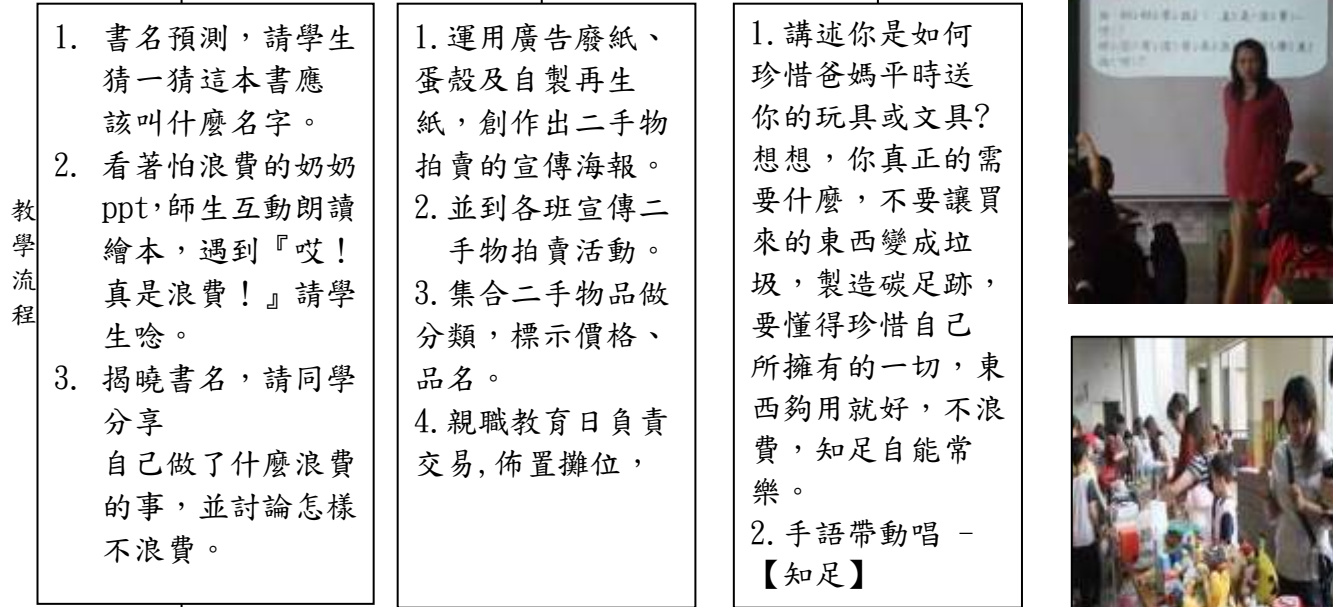 教
學
流
程
1. 書名預測，請學生
猜一猜這本書應
該叫什麼名字。
2. 看著怕浪費的奶奶
ppt,師生互動朗讀
繪本，遇到『哎！
真是浪費！』請學
生唸。
3. 揭曉書名，請同學
分享
自己做了什麼浪費
的事，並討論怎樣
不浪費。
1.運用廣告廢紙、
蛋殼及自製再生
紙，創作出二手物
拍賣的宣傳海報。
2.並到各班宣傳二
手物拍賣活動。
3.集合二手物品做
分類，標示價格、
品名。
4.親職教育日負責
交易,佈置攤位，
1.講述你是如何
珍惜爸媽平時送
你的玩具或文具?
想想，你真正的需
要什麼，不要讓買
來的東西變成垃
圾，製造碳足跡，
要懂得珍惜自己
所擁有的一切，東
西夠用就好，不浪
費，知足自能常
樂。
2.手語帶動唱 –
【知足】